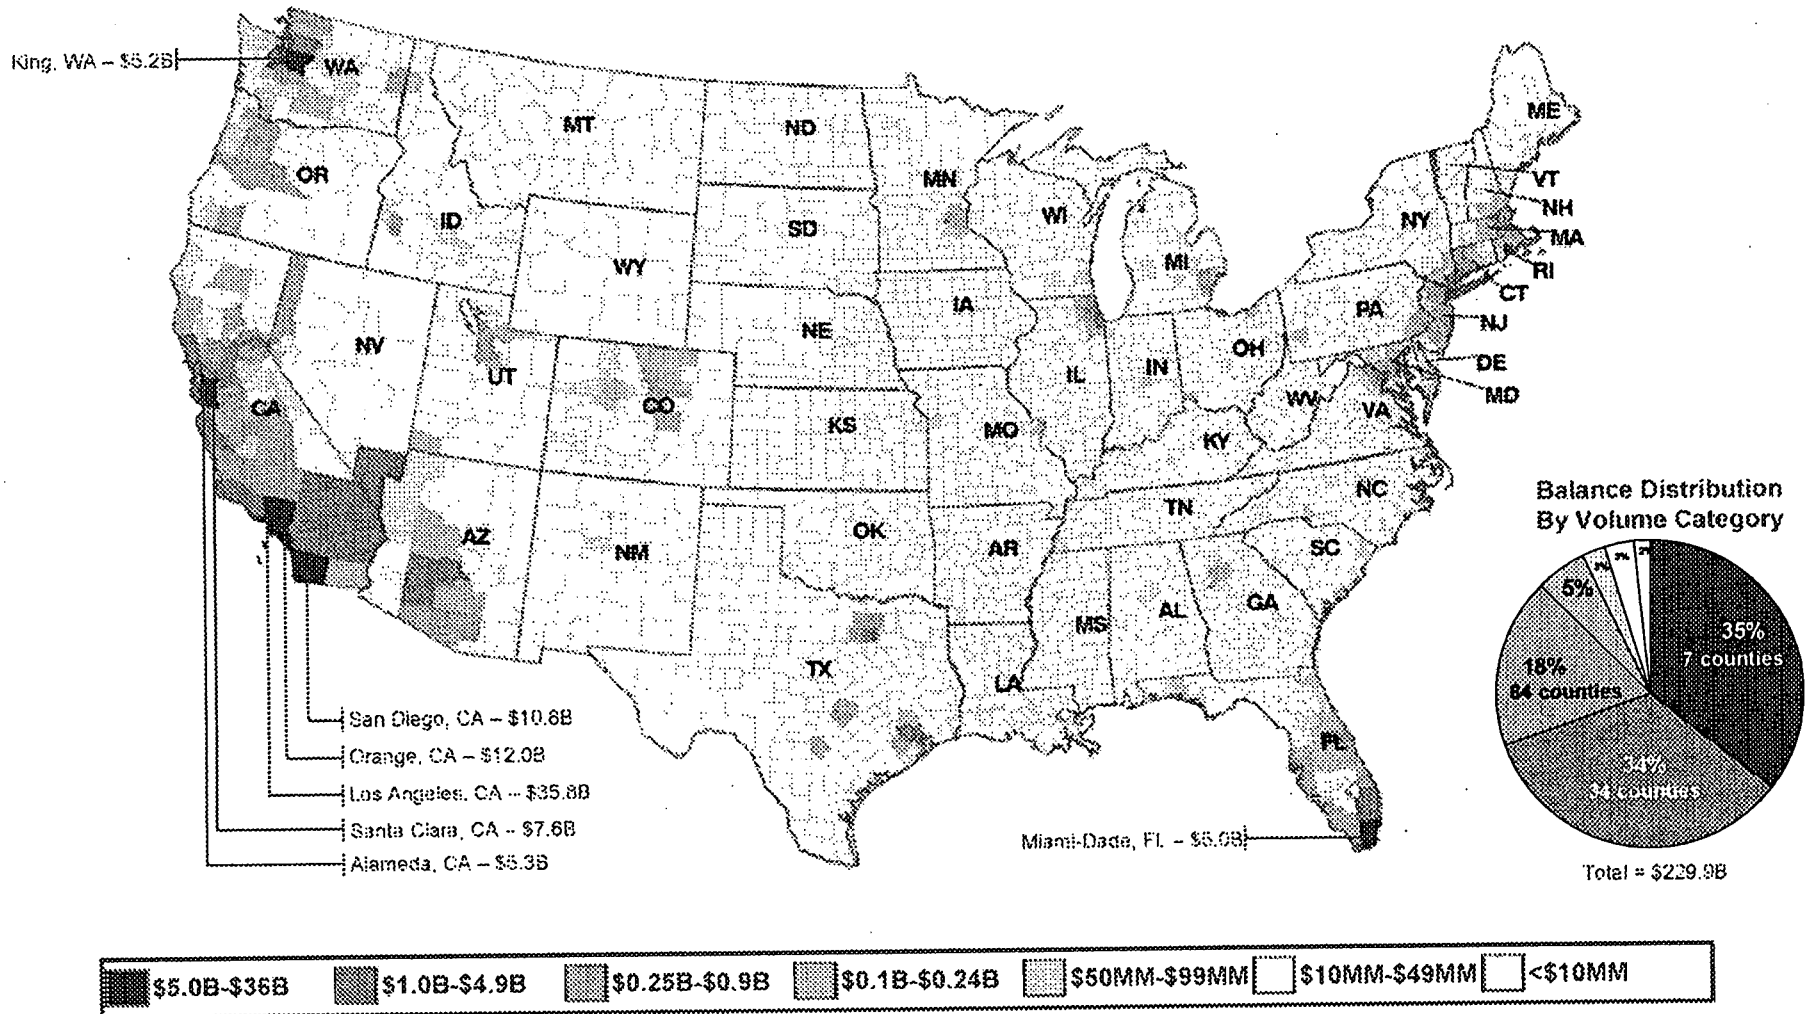 King, WA – $5.2B
WA
MT
ND
ME
OR
ID
MN
VT
NH
SD
WI
NY
MA
WY
MI
RI
CT
IA
PA
NJ
NE
NV
OH
DE
UT
IL
IN
MD
CA
CO
WV
VA
KS
MO
KY
NC
Balance Distribution
By Volume Category
TN
OK
AZ
NM
AR
SC
GA
AL
MS
TX
LA
FL
35%
7 counties
34%
34 counties
18%
64 counties
5%
3%
2%
San Diego, CA – $10.8B
Orange, CA – $12.0B
Los Angeles, CA – $35.8B
Santa Clara, CA – $7.6B
Alameda, CA – $5.3B
Miami-Dade, FL – $5.0B
Total = $229.9B
$5.0B-$36B $1.0B-$4.9B $0.25B-$0.9B $0.1B-$0.24B $50MM-$99MM $10MM-$49MM <$10MM